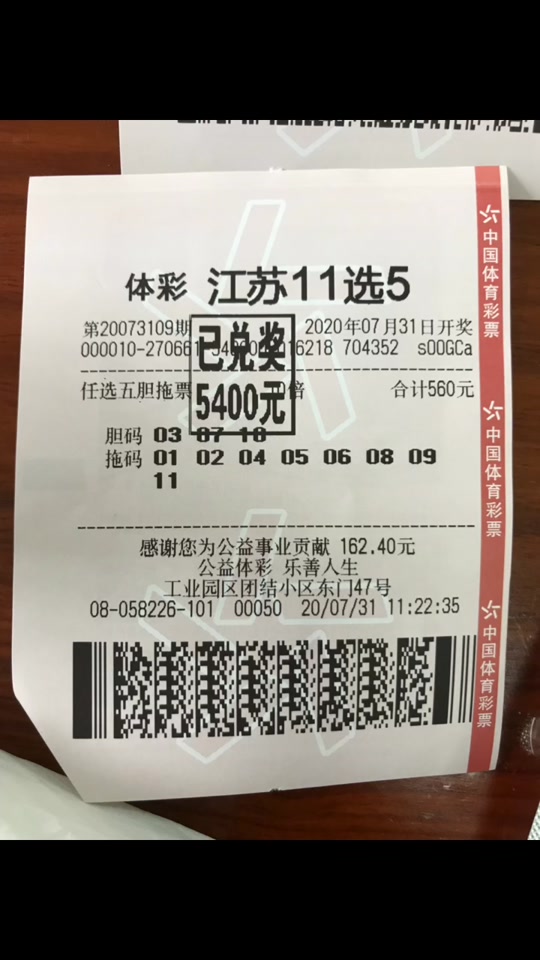 体彩 江苏11选5
第20073109期 2020年07月31日开奖
已兑奖
000010-27066 16218 704352 s00GCa
任选五胆拖票 倍 合计560元
5400元
胆码 03 07 10
拖码 01 02 04 05 06 08 09
11
感谢您为公益事业贡献 162.40元
公益体彩 乐善人生
工业园区团结小区东门47号
08-058226-101 00050 20/07/31 11:22:35
中国体育彩票
中国体育彩票
中国体育彩票